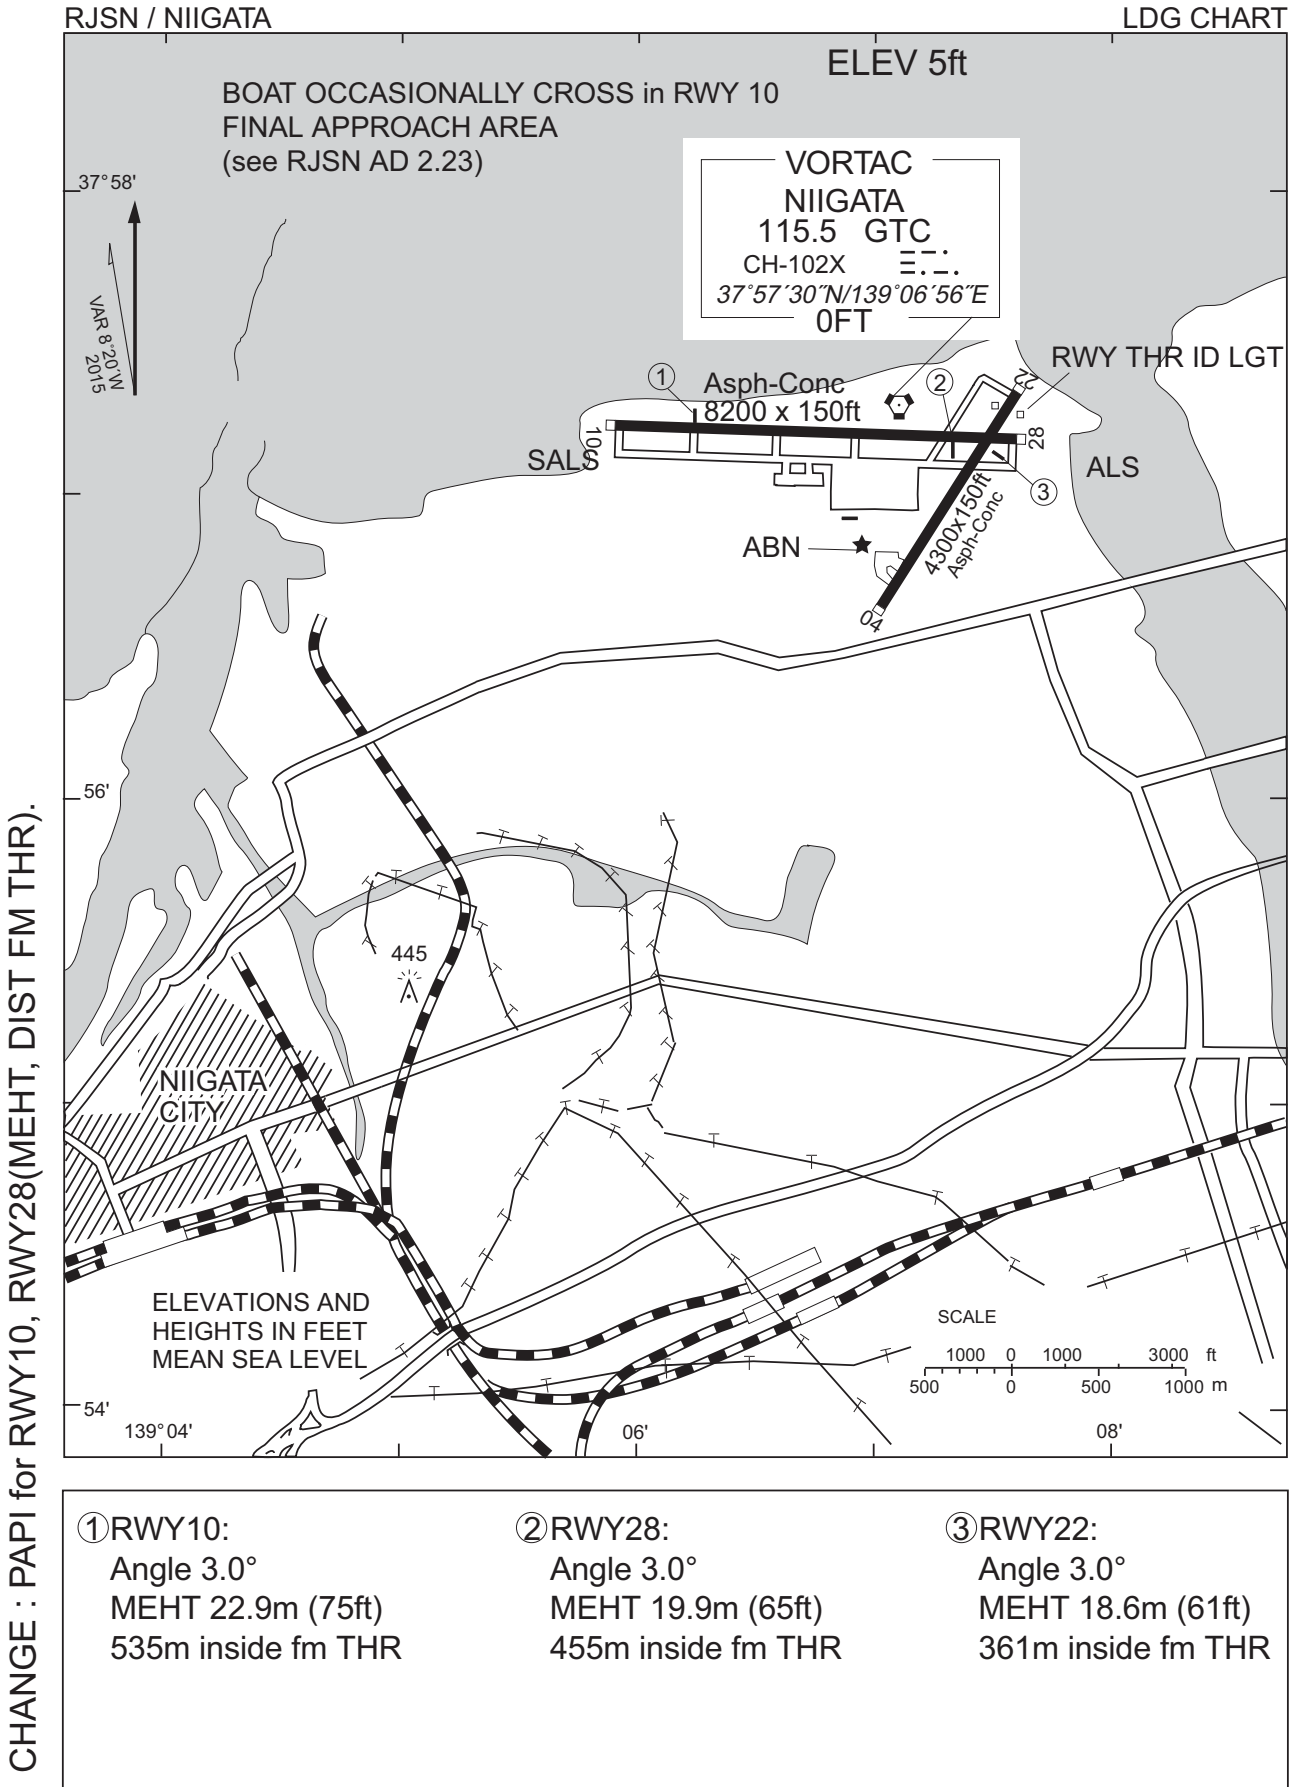 RJSN / NIIGATA
LDG CHART
ELEV 5ft
BOAT OCCASIONALLY CROSS in RWY 10
FINAL APPROACH AREA
(see RJSN AD 2.23)
VORTAC
NIIGATA
115.5 GTC
CH-102X
37°57´30˝N/139°06´56˝E
0FT
37°58'
VAR 8°20'W
2015
RWY THR ID LGT
1
Asph-Conc
8200 x 150ft
2
22
10
28
SALS
ALS
3
4300x150ft
Asph-Conc
ABN
04
56'
445
NIIGATA
CITY
ELEVATIONS AND
HEIGHTS IN FEET
MEAN SEA LEVEL
SCALE
1000 0 1000 3000 ft
500 0 500 1000 m
54'
139°04'
06'
08'
CHANGE : PAPI for RWY10, RWY28(MEHT, DIST FM THR).
①RWY10:
Angle 3.0°
MEHT 22.9m (75ft)
535m inside fm THR
②RWY28:
Angle 3.0°
MEHT 19.9m (65ft)
455m inside fm THR
③RWY22:
Angle 3.0°
MEHT 18.6m (61ft)
361m inside fm THR